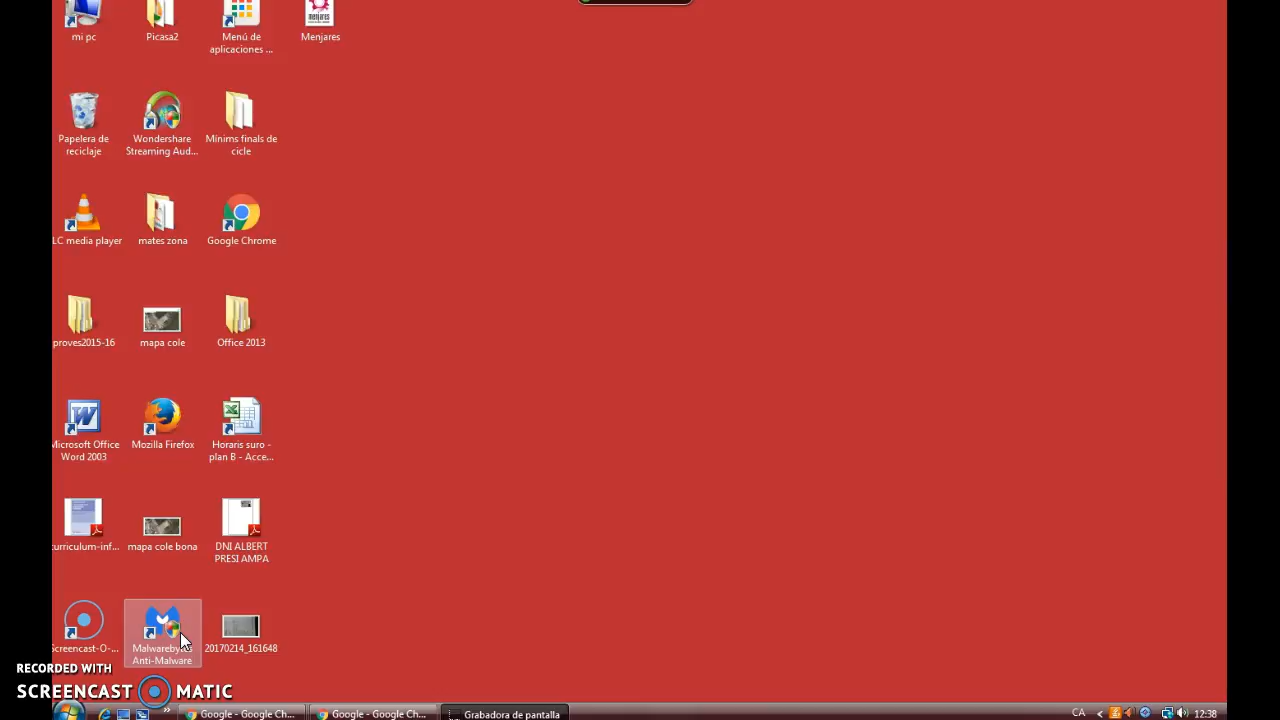 mi pc
Picasa2
Menú de
aplicaciones ...
menjares
Menjares
Papelera de
reciclaje
Wondershare
Streaming Aud...
Mínims finals de
cicle
LC media player
mates zona
Google Chrome
proves2015-16
mapa cole
Office 2013
Microsoft Office
Word 2003
Mozilla Firefox
Horaris suro -
plan B - Acce...
curriculum-inf...
mapa cole bona
DNI ALBERT
PRESI AMPA
Screencast-O-...
Anti-Malware
20170214_161648
RECORDED WITH
SCREENCAST MATIC
Google - Google Ch...
Google - Google Ch...
Grabadora de pantalla
CA
12:38